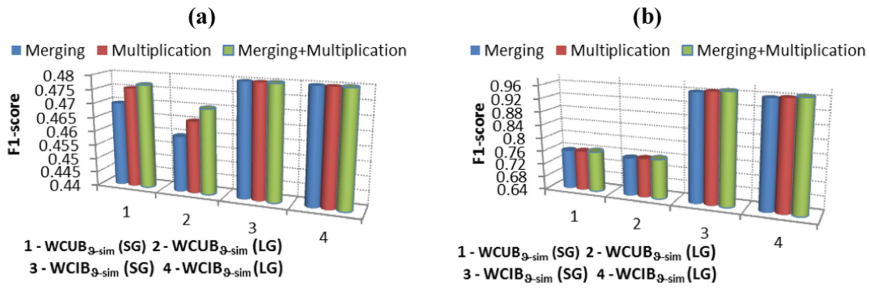 (a)
Merging Multiplication Merging+Multiplication
F1-score
0.48
0.475
0.47
0.465
0.46
0.455
0.45
0.445
0.44
1 2 3 4
1 - WCUBϑ-sim (SG) 2 - WCUBϑ-sim (LG)
3 - WCIBϑ-sim (SG) 4 - WCIBϑ-sim (LG)
(b)
Merging Multiplication Merging+Multiplication
F1-score
0.96
0.92
0.88
0.84
0.8
0.76
0.72
0.68
0.64
1 2 3 4
1 - WCUBϑ-sim (SG) 2 - WCUBϑ-sim (LG)
3 - WCIBϑ-sim (SG) 4 - WCIBϑ-sim (LG)